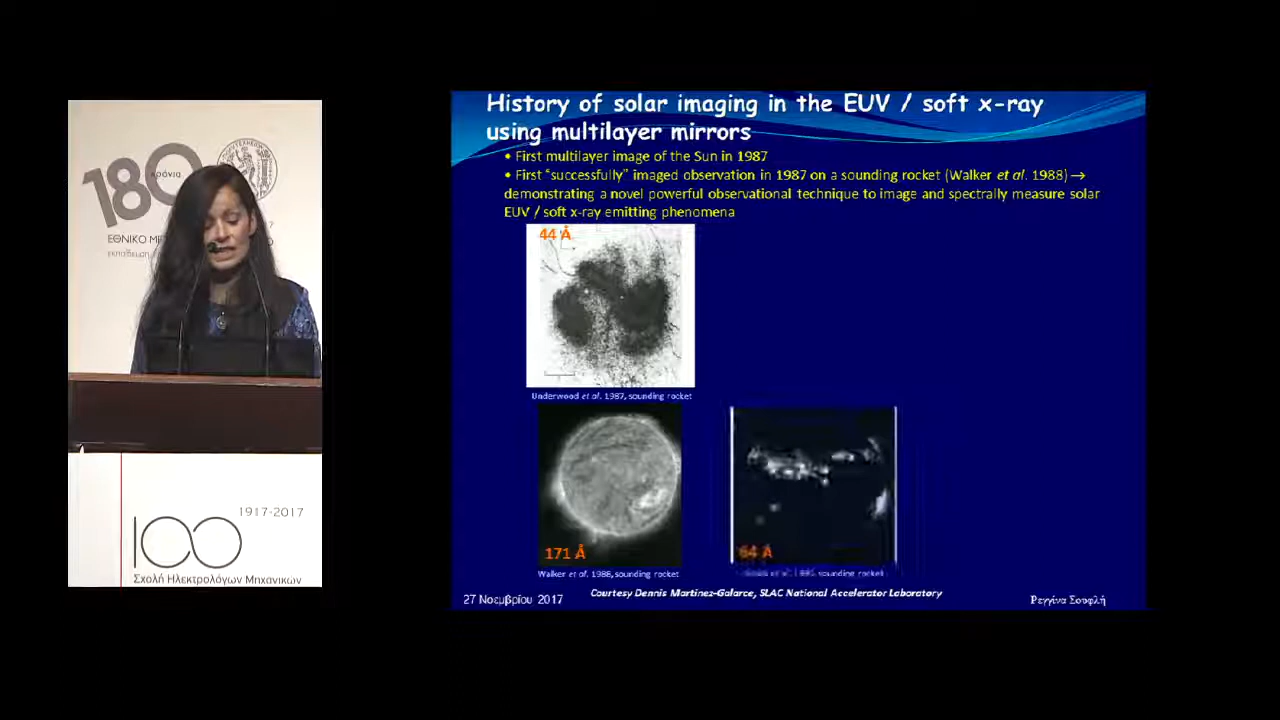 180
χρόνια
ΕΘΝΙΚΟ ΜΕ
εκπαίδευση
History of solar imaging in the EUV / soft x-ray
using multilayer mirrors
• First multilayer image of the Sun in 1987
• First “successfully” imaged observation in 1987 on a sounding rocket (Walker et al. 1988) →
demonstrating a novel powerful observational technique to image and spectrally measure solar
EUV / soft x-ray emitting phenomena
44 Å
Underwood et al. 1987, sounding rocket
171 Å
64 Å
Walker et al. 1988, sounding rocket
sounding rocket
Courtesy Dennis Martinez-Galarce, SLAC National Accelerator Laboratory
27 Νοεμβρίου 2017
Ρεγγίνα Σουφλή
1917-2017
100
Σχολή Ηλεκτρολόγων Μηχανικών